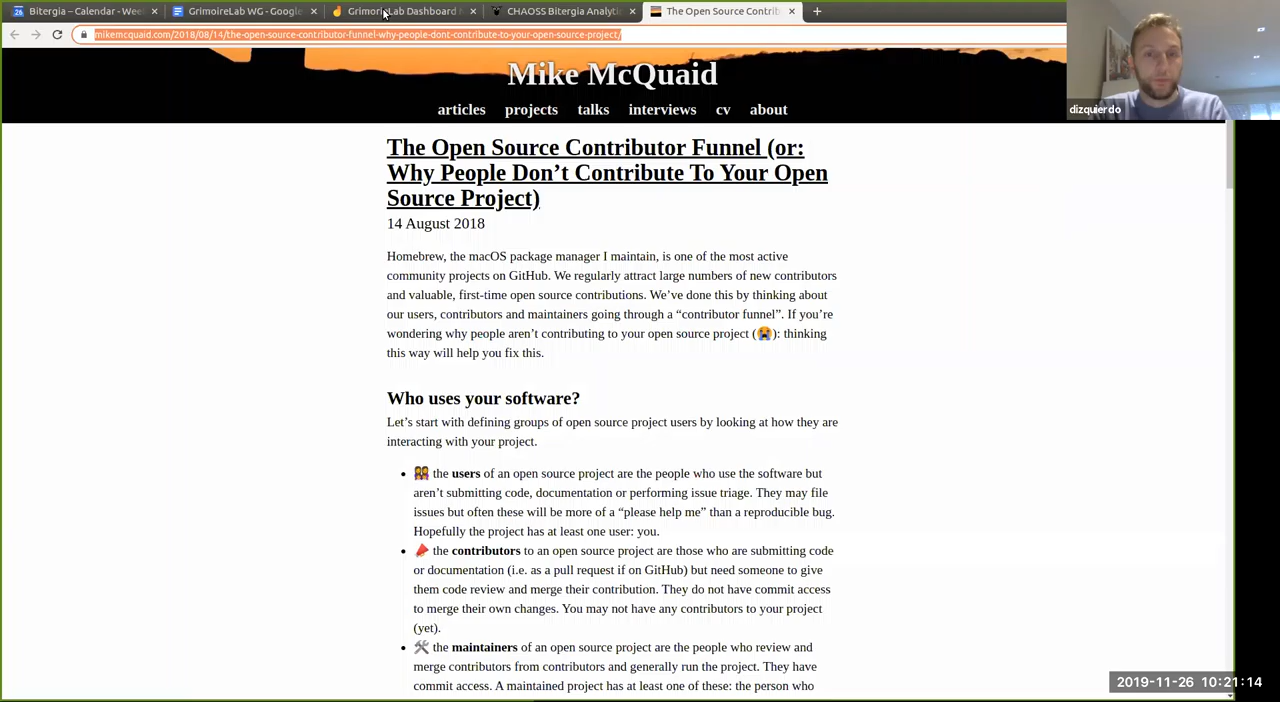 Bitergia – Calendar - Wee
GrimoireLab WG - Google
GrimoireLab Dashboard
CHAOSS Bitergia Analyti
The Open Source Contrib
mikemcquaid.com/2018/08/14/the-open-source-contributor-funnel-why-people-dont-contribute-to-your-open-source-project/
dizquierdo
Mike McQuaid
articles projects talks interviews cv about
The Open Source Contributor Funnel (or:
Why People Don’t Contribute To Your Open
Source Project)
14 August 2018
Homebrew, the macOS package manager I maintain, is one of the most active
community projects on GitHub. We regularly attract large numbers of new contributors
and valuable, first-time open source contributions. We’ve done this by thinking about
our users, contributors and maintainers going through a “contributor funnel”. If you’re
wondering why people aren’t contributing to your open source project (😭): thinking
this way will help you fix this.
Who uses your software?
Let’s start with defining groups of open source project users by looking at how they are
interacting with your project.
the users of an open source project are the people who use the software but
aren’t submitting code, documentation or performing issue triage. They may file
issues but often these will be more of a “please help me” than a reproducible bug.
Hopefully the project has at least one user: you.
the contributors to an open source project are those who are submitting code
or documentation (i.e. as a pull request if on GitHub) but need someone to give
them code review and merge their contribution. They do not have commit access
to merge their own changes. You may not have any contributors to your project
(yet).
the maintainers of an open source project are the people who review and
merge contributors from contributors and generally run the project. They have
commit access. A maintained project has at least one of these: the person who
2019-11-26 10:21:14